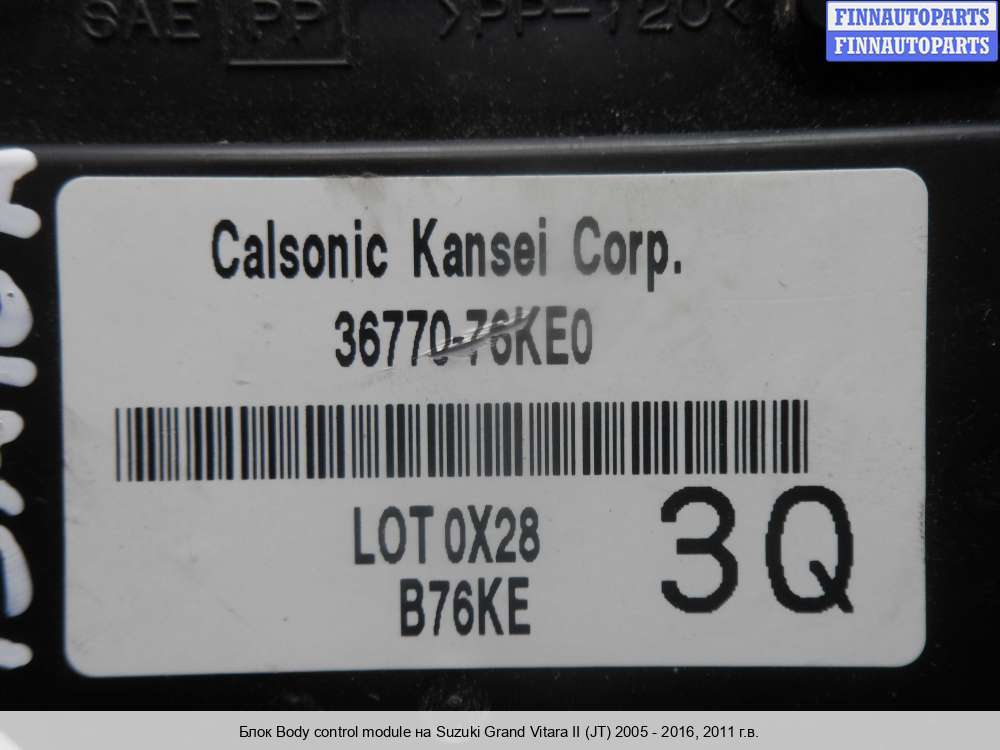 SAE PP >PP-T20<
FINNAUTOPARTS
FINNAUTOPARTS
Calsonic Kansei Corp.
36770-76KE0
LOT 0X28
B76KE
3Q
Блок Body control module на Suzuki Grand Vitara II (JT) 2005 - 2016, 2011 г.в.